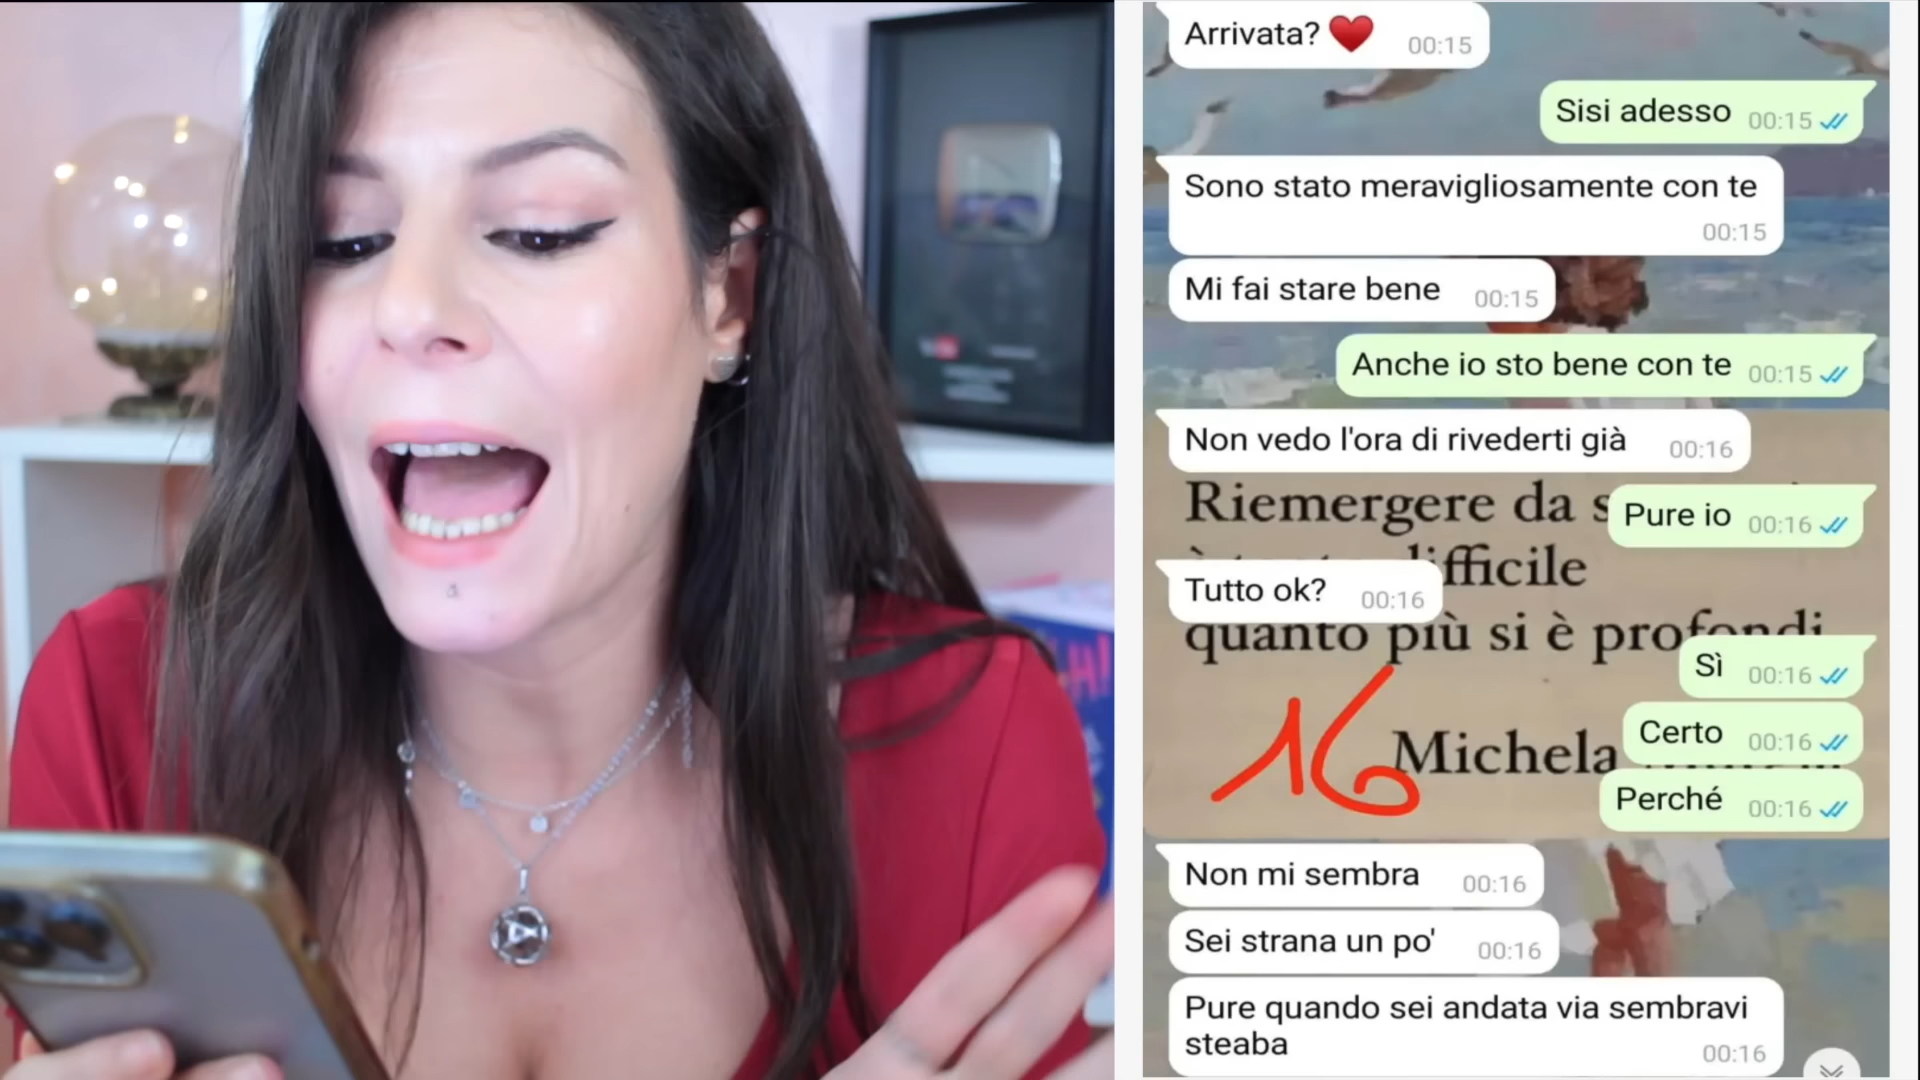 Arrivata? ❤️ 00:15
Sisi adesso 00:15
Sono stato meravigliosamente con te
00:15
Mi fai stare bene 00:15
Anche io sto bene con te 00:15
Non vedo l'ora di rivederti già 00:16
Riemergere da
Pure io 00:16
Tutto ok? 00:16
quanto più si è profondi
Sì 00:16
16
Michela
Certo 00:16
Perché 00:16
Non mi sembra 00:16
Sei strana un po' 00:16
Pure quando sei andata via sembravi
steaba 00:16